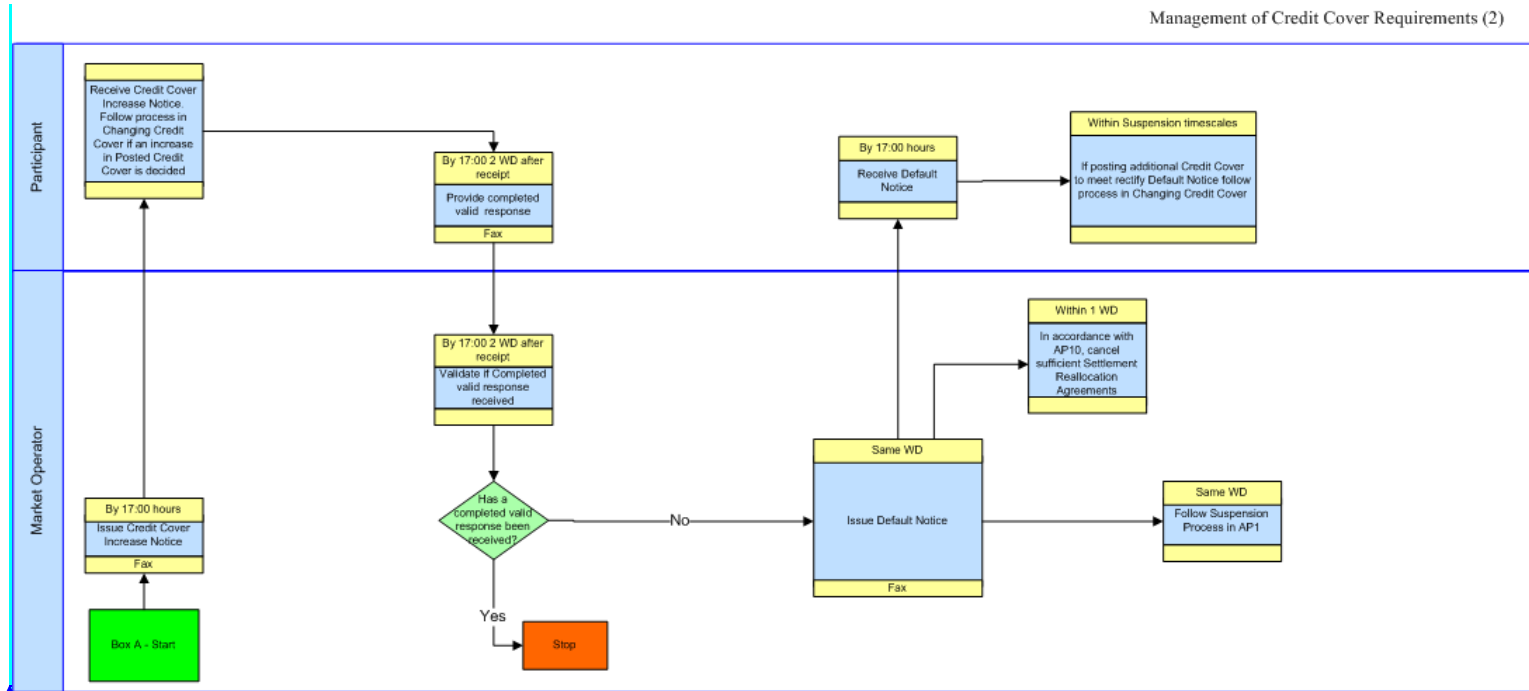 Management of Credit Cover Requirements (2)
Participant
Receive Credit Cover
Increase Notice.
Follow process in
Changing Credit
Cover if an increase
in Posted Credit
Cover is decided
By 17:00 2 WD after
receipt
Provide completed
valid response
Fax
By 17:00 hours
Receive Default
Notice
Within Suspension timescales
If posting additional Credit Cover
to meet rectify Default Notice follow
process in Changing Credit Cover
Market Operator
By 17:00 hours
Issue Credit Cover
Increase Notice
Fax
Box A - Start
By 17:00 2 WD after
receipt
Validate if Completed
valid response
received
Has a
completed valid
response been
received?
Yes
Stop
No
Same WD
Issue Default Notice
Fax
Within 1 WD
In accordance with
AP10, cancel
sufficient Settlement
Reallocation
Agreements
Same WD
Follow Suspension
Process in AP1